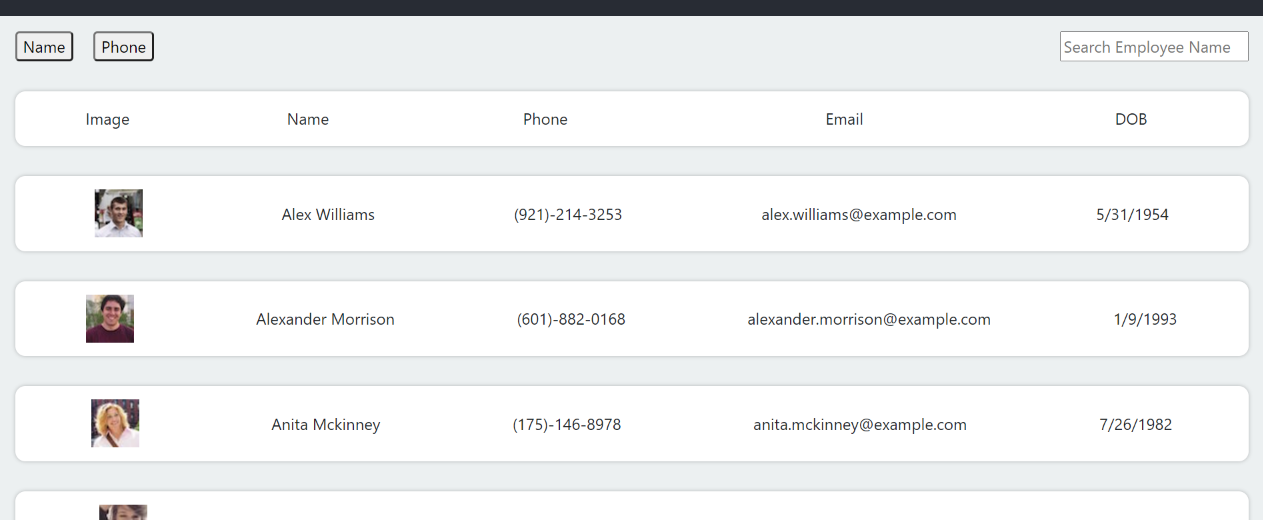 Name Phone Search Employee Name
Image Name Phone Email DOB
Alex Williams (921)-214-3253 alex.williams@example.com 5/31/1954
Alexander Morrison (601)-882-0168 alexander.morrison@example.com 1/9/1993
Anita Mckinney (175)-146-8978 anita.mckinney@example.com 7/26/1982